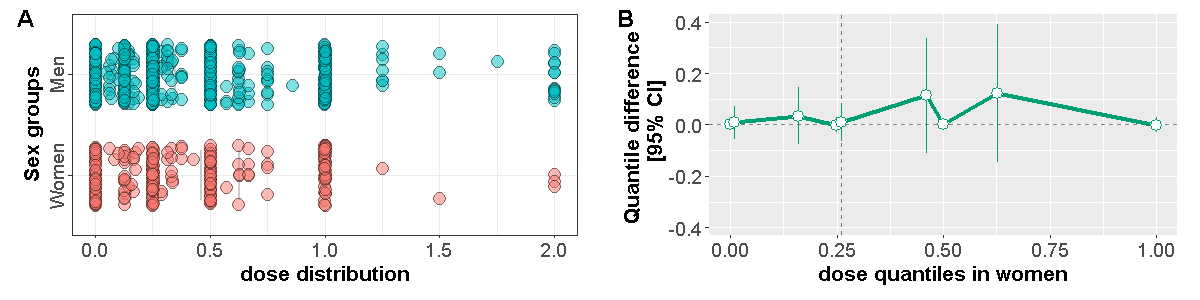 A
Sex groups
Men
Women
0.0 0.5 1.0 1.5 2.0
dose distribution
B
Quantile difference
[95% CI]
0.4
0.2
0.0
-0.2
-0.4
0.00 0.25 0.50 0.75 1.00
dose quantiles in women